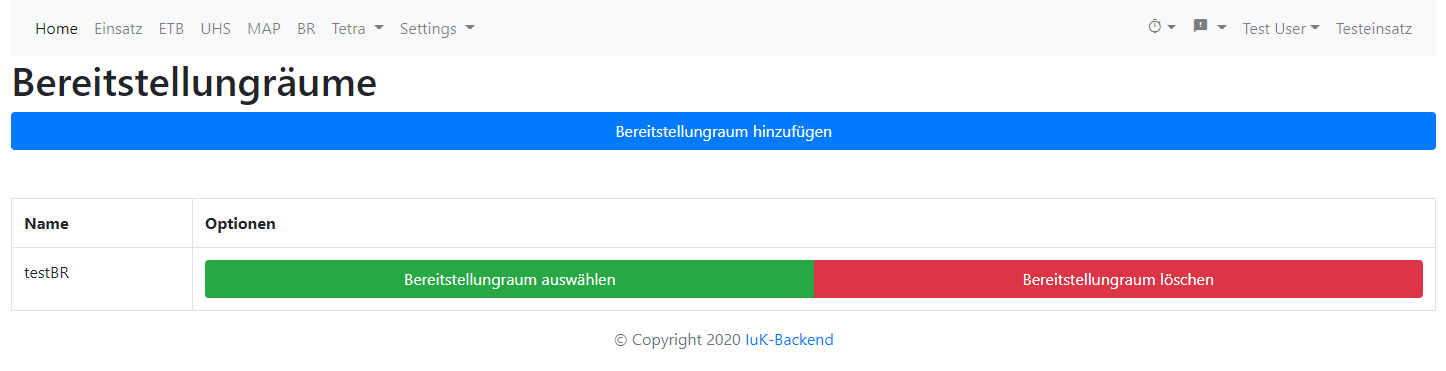 Home Einsatz ETB UHS MAP BR Tetra Settings Test User Testeinsatz
Bereitstellungräume
Bereitstellungraum hinzufügen
Name Optionen
testBR Bereitstellungraum auswählen Bereitstellungraum löschen
© Copyright 2020 IuK-Backend